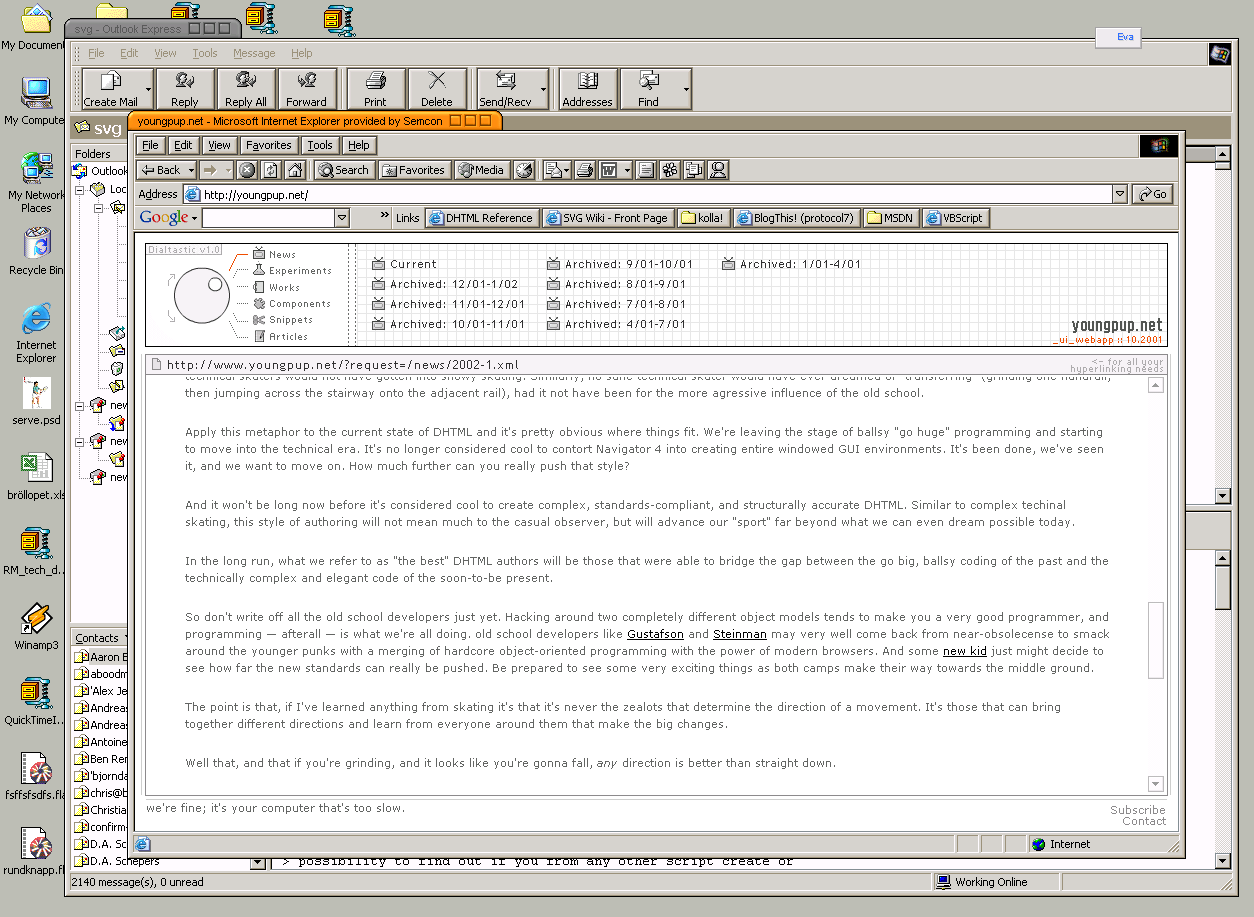 My Document
My Compute
My Network
Places
Recycle Bin
Internet
Explorer
serve.psd
bröllopet.xls
RM_tech_d...
Winamp3
QuickTimeI...
fsffsfsdfs.fla
rundknapp.fl
svg - Outlook Express
Eva
File Edit View Tools Message Help
Create Mail Reply Reply All Forward Print Delete Send/Recv Addresses Find
svg
Folders
Outlook
Loc
new
new
new
Contacts
Aaron B
aboodm
'Alex Je
Andreas
Andreas
Antoine
Ben Rer
'bjornda
chris@b
Christia
confirm
D.A. Sc
D.A. Schepers
youngpup.net - Microsoft Internet Explorer provided by Semcon
File Edit View Favorites Tools Help
Back Search Favorites Media
Address http://youngpup.net/ Go
Google » Links DHTML Reference SVG Wiki - Front Page kolla! BlogThis! (protocol7) MSDN VBScript
Dialtastic v1.0
News
Experiments
Works
Components
Snippets
Articles
Current Archived: 9/01-10/01 Archived: 1/01-4/01
Archived: 12/01-1/02 Archived: 8/01-9/01
Archived: 11/01-12/01 Archived: 7/01-8/01
Archived: 10/01-11/01 Archived: 4/01-7/01
youngpup.net
_ui_webapp :: 10.2001
http://www.youngpup.net/?request=/news/2002-1.xml
<- for all your
hyperlinking needs
technical skaters would not have gotten into showy skating. Similarly, no sane technical skater would have ever dreamed of "transferring" (grinding one handrail,
then jumping across the stairway onto the adjacent rail), had it not have been for the more agressive influence of the old school.
Apply this metaphor to the current state of DHTML and it's pretty obvious where things fit. We're leaving the stage of ballsy "go huge" programming and starting
to move into the technical era. It's no longer considered cool to contort Navigator 4 into creating entire windowed GUI environments. It's been done, we've seen
it, and we want to move on. How much further can you really push that style?
And it won't be long now before it's considered cool to create complex, standards-compliant, and structurally accurate DHTML. Similar to complex techinal
skating, this style of authoring will not mean much to the casual observer, but will advance our "sport" far beyond what we can even dream possible today.
In the long run, what we refer to as "the best" DHTML authors will be those that were able to bridge the gap between the go big, ballsy coding of the past and the
technically complex and elegant code of the soon-to-be present.
So don't write off all the old school developers just yet. Hacking around two completely different object models tends to make you a very good programmer, and
programming — afterall — is what we're all doing. old school developers like Gustafson and Steinman may very well come back from near-obsolecense to smack
around the younger punks with a merging of hardcore object-oriented programming with the power of modern browsers. And some new kid just might decide to
see how far the new standards can really be pushed. Be prepared to see some very exciting things as both camps make their way towards the middle ground.
The point is that, if I've learned anything from skating it's that it's never the zealots that determine the direction of a movement. It's those that can bring
together different directions and learn from everyone around them that make the big changes.
Well that, and that if you're grinding, and it looks like you're gonna fall, any direction is better than straight down.
we're fine; it's your computer that's too slow.
Subscribe
Contact
Internet
> possibility to find out if you from any other script create or
2140 message(s), 0 unread
Working Online